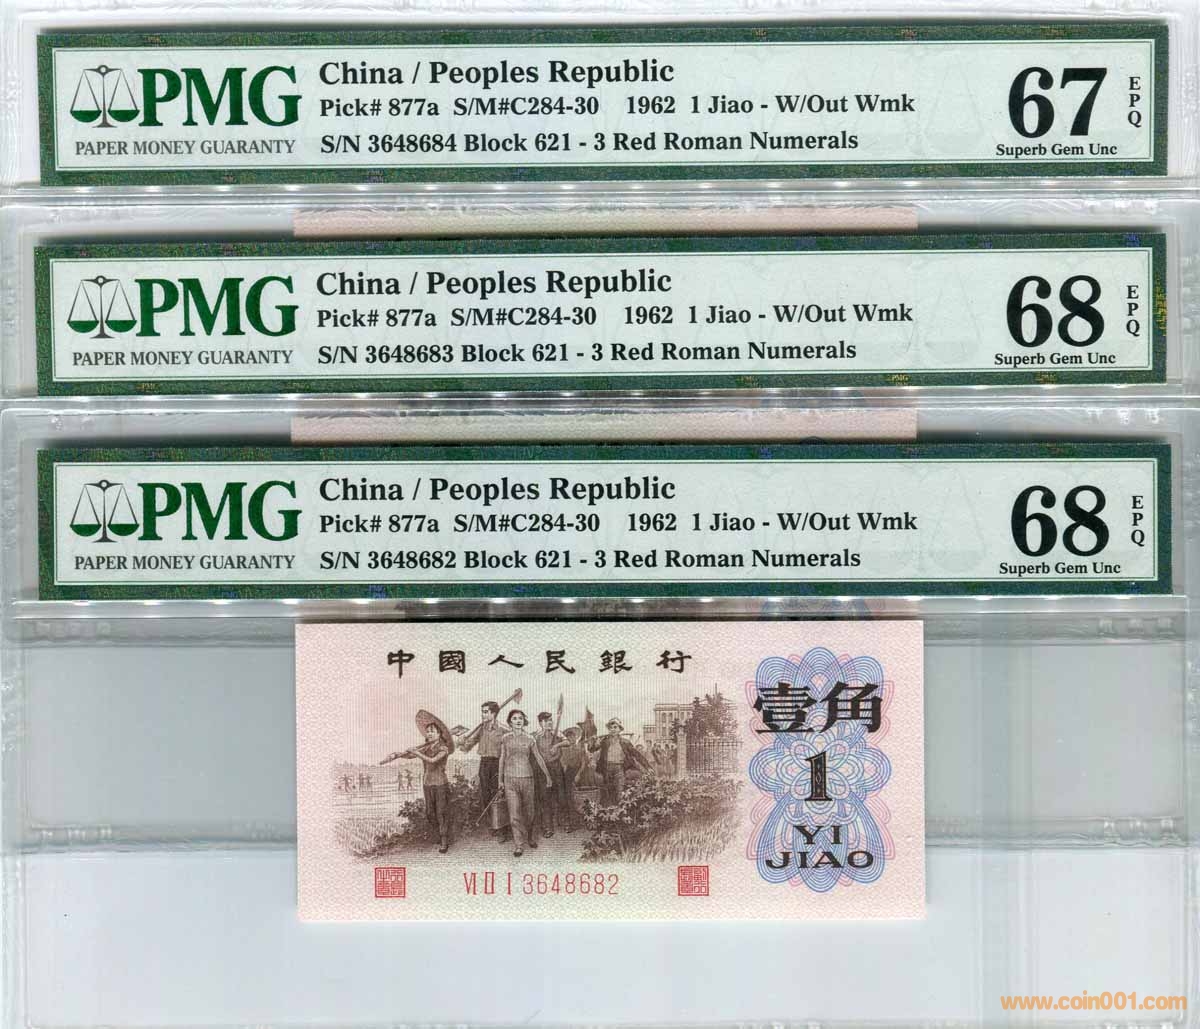 PMG
PAPER MONEY GUARANTY
China / Peoples Republic
Pick# 877a S/M#C284-30 1962 1 Jiao - W/Out Wmk
S/N 3648684 Block 621 - 3 Red Roman Numerals
67
EPQ
Superb Gem Unc
PMG
PAPER MONEY GUARANTY
China / Peoples Republic
Pick# 877a S/M#C284-30 1962 1 Jiao - W/Out Wmk
S/N 3648683 Block 621 - 3 Red Roman Numerals
68
EPQ
Superb Gem Unc
PMG
PAPER MONEY GUARANTY
China / Peoples Republic
Pick# 877a S/M#C284-30 1962 1 Jiao - W/Out Wmk
S/N 3648682 Block 621 - 3 Red Roman Numerals
68
EPQ
Superb Gem Unc
中國人民銀行
壹角
1
YI
JIAO
VI II I 3648682
www.coin001.com